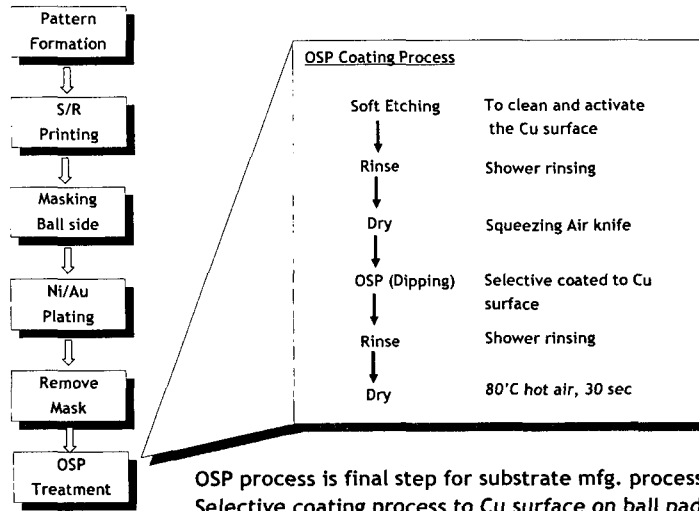 Pattern
Formation
S/R
Printing
Masking
Ball side
Ni/Au
Plating
Remove
Mask
OSP
Treatment
OSP Coating Process
Soft Etching To clean and activate
the Cu surface
Rinse Shower rinsing
Dry Squeezing Air knife
OSP (Dipping) Selective coated to Cu
surface
Rinse Shower rinsing
Dry 80'C hot air, 30 sec
OSP process is final step for substrate mfg. process
Selective coating process to Cu surface on ball pad